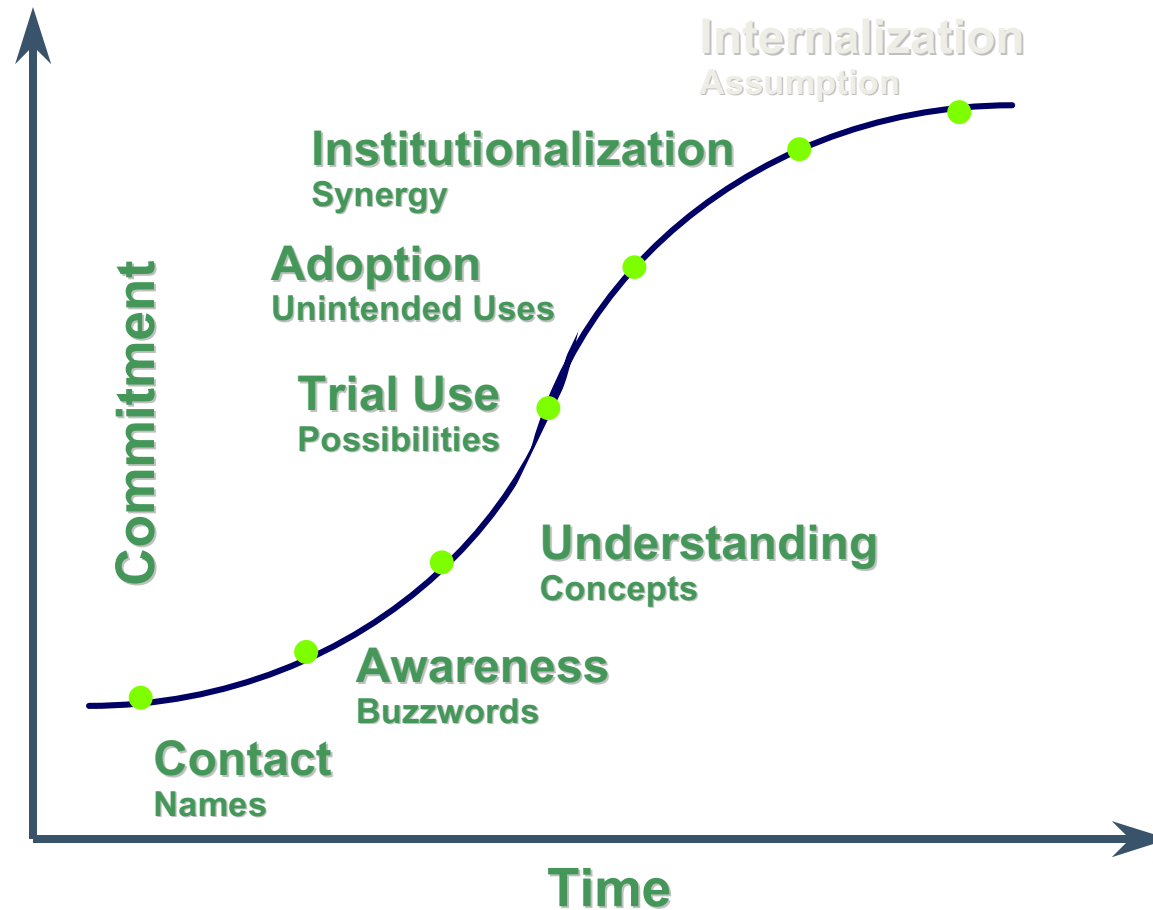 Internalization
Assumption
Institutionalization
Synergy
Adoption
Unintended Uses
Commitment
Trial Use
Possibilities
Understanding
Concepts
Awareness
Buzzwords
Contact
Names
Time